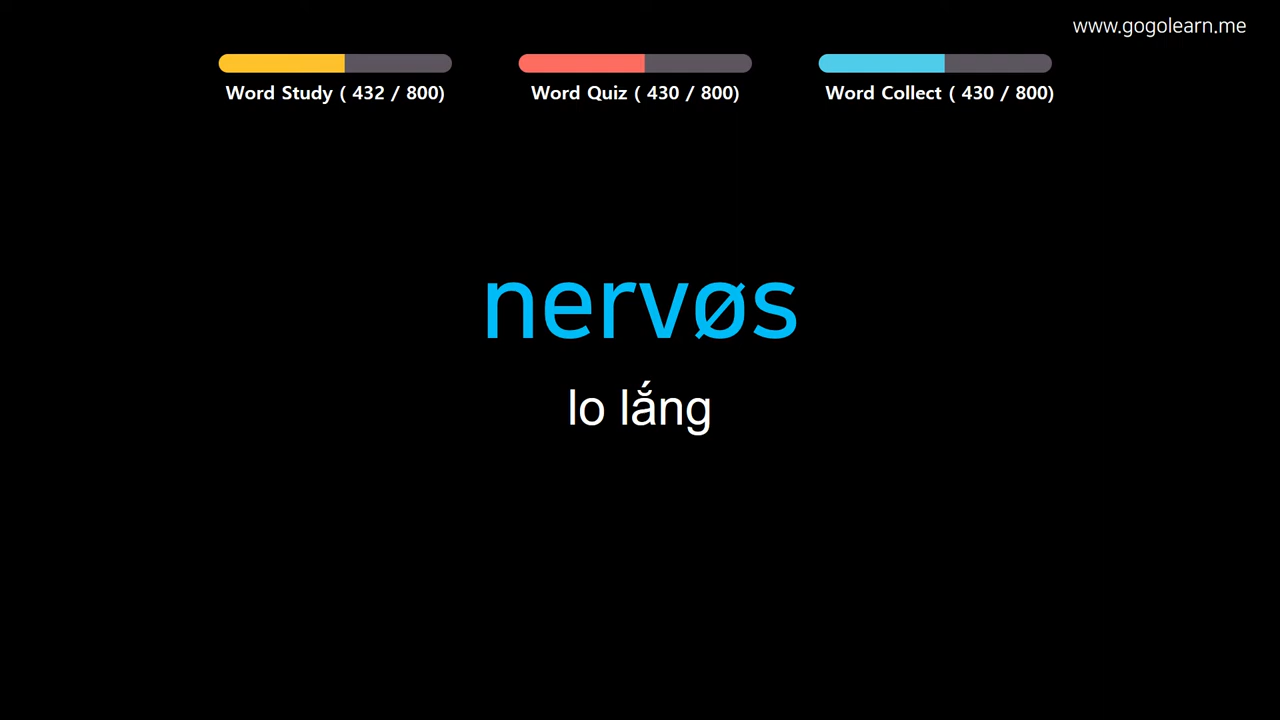 www.gogolearn.me
Word Study ( 432 / 800)
Word Quiz ( 430 / 800)
Word Collect ( 430 / 800)
nervøs
lo lắng